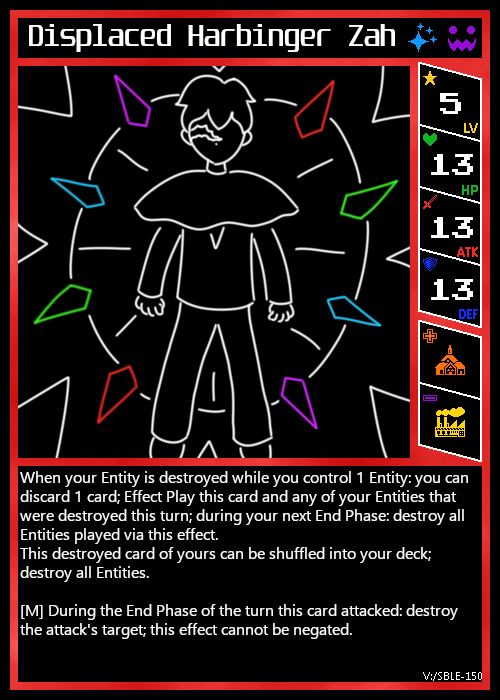 Displaced Harbinger Zah
5
LV
13
HP
13
ATK
13
DEF
When your Entity is destroyed while you control 1 Entity: you can
discard 1 card; Effect Play this card and any of your Entities that
were destroyed this turn; during your next End Phase: destroy all
Entities played via this effect.
This destroyed card of yours can be shuffled into your deck;
destroy all Entities.
[M] During the End Phase of the turn this card attacked: destroy
the attack's target; this effect cannot be negated.
V:/SBLE-150